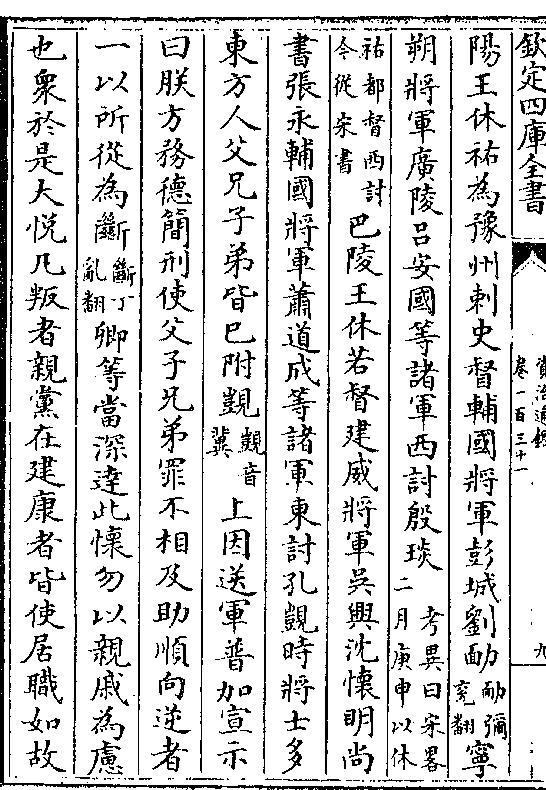 欽定四庫全書
資治通鑑
卷一百三十一
九
陽王休祐為豫州刺史督輔國將軍彭城劉勔勔彌兗翻寧
朔將軍廣陵吕安國等諸軍西討殷琰考異曰宋畧二月庚申以休
祐都督西討今從宋書巴陵王休若督建威將軍吳興沈懷明尚
書張永輔國將軍蕭道成等諸軍東討孔覬時將士多
東方人父兄子弟皆已附覬覬音冀上因送軍普加宣示
曰朕方務德簡刑使父子兄弟罪不相及助順向逆者
一以所從為斷斷丁亂翻卿等當深達此懷勿以親戚為慮
也衆於是大悦凡叛者親黨在建康者皆使居職如故